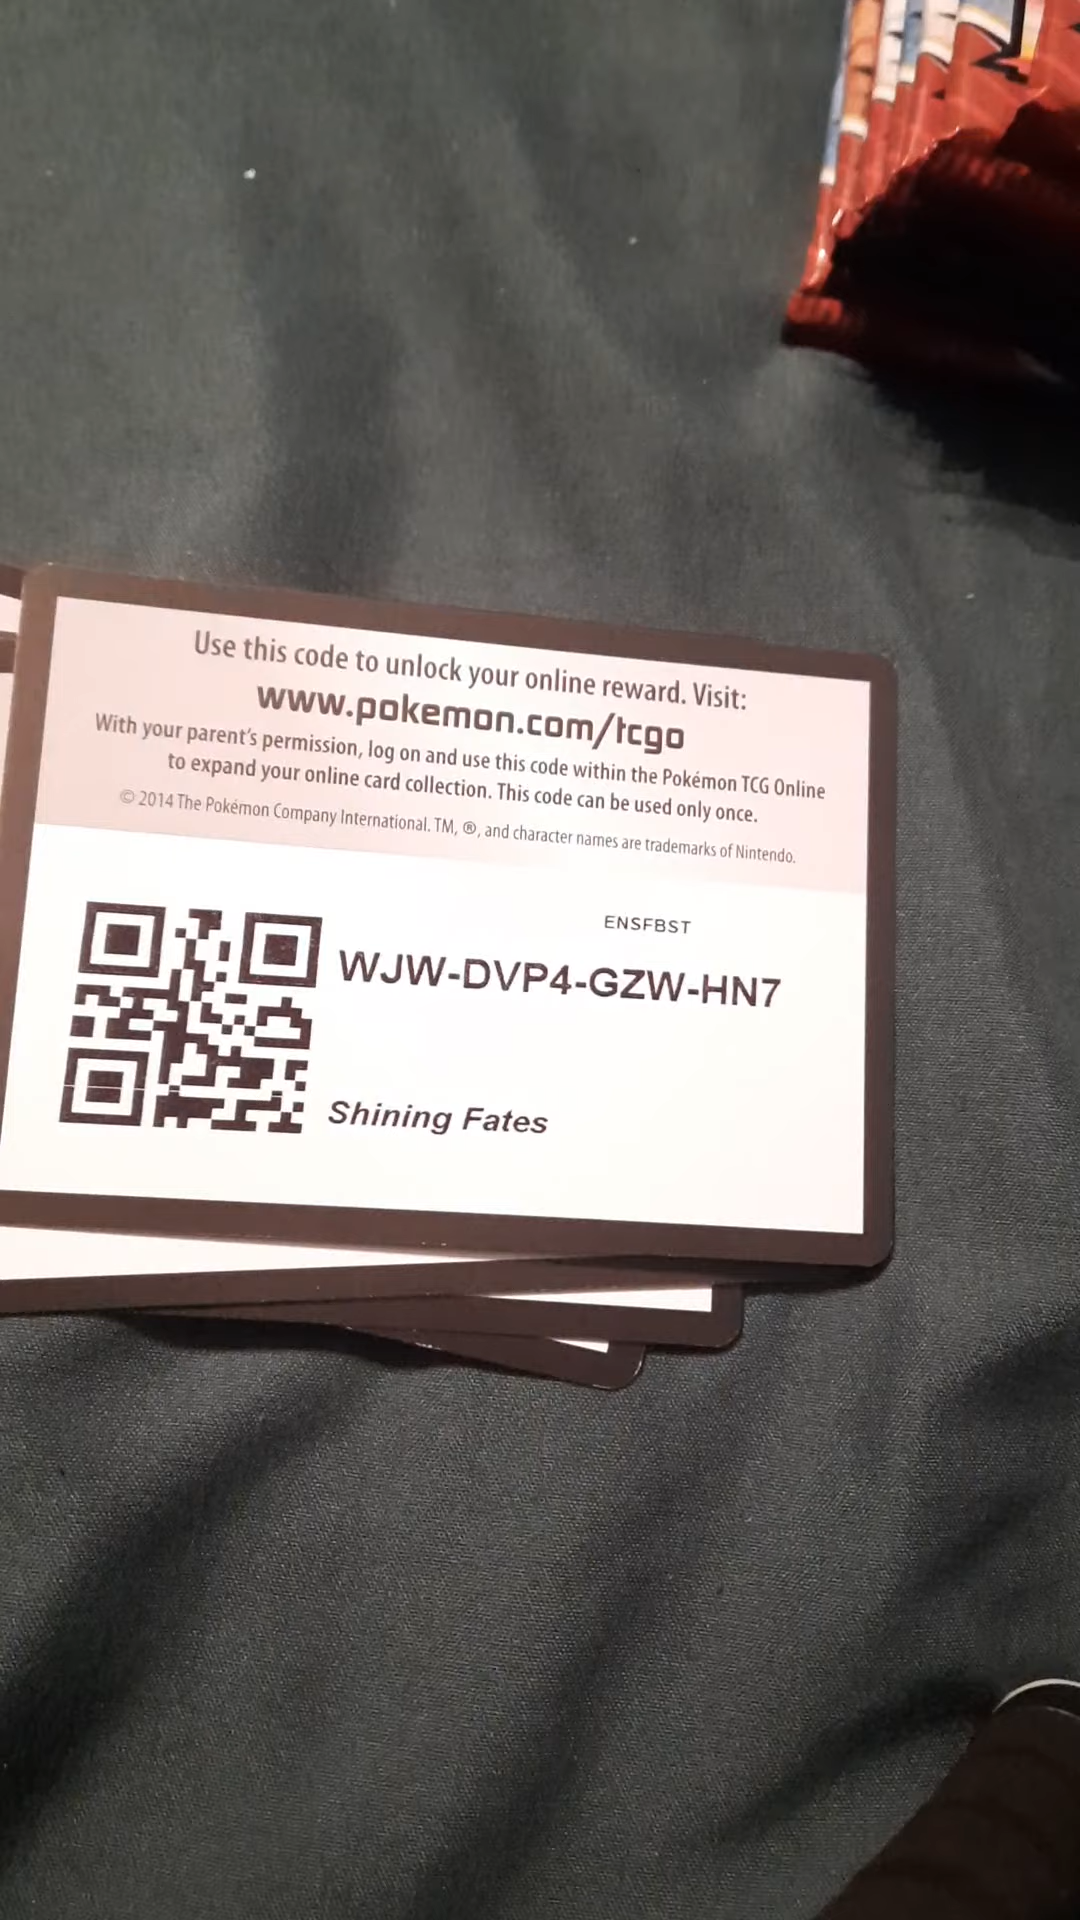 Use this code to unlock your online reward. Visit:
www.pokemon.com/tcgo
With your parent's permission, log on and use this code within the Pokémon TCG Online
to expand your online card collection. This code can be used only once.
© 2014 The Pokémon Company International. TM, ®, and character names are trademarks of Nintendo.
ENSFBST
WJW-DVP4-GZW-HN7
Shining Fates